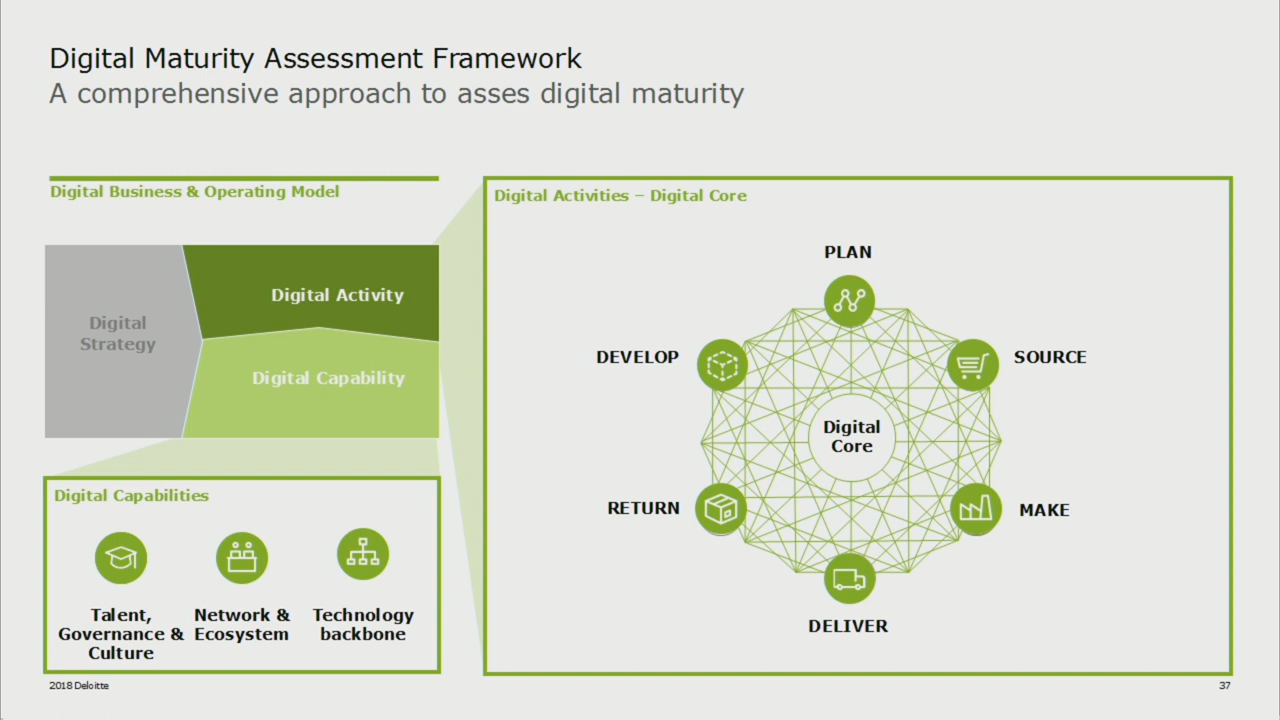 Digital Maturity Assessment Framework
A comprehensive approach to asses digital maturity
Digital Business & Operating Model
Digital
Strategy
Digital Activity
Digital Capability
Digital Capabilities
Talent,
Governance &
Culture
Network &
Ecosystem
Technology
backbone
Digital Activities – Digital Core
PLAN
DEVELOP
SOURCE
Digital
Core
RETURN
MAKE
DELIVER
2018 Deloitte
37